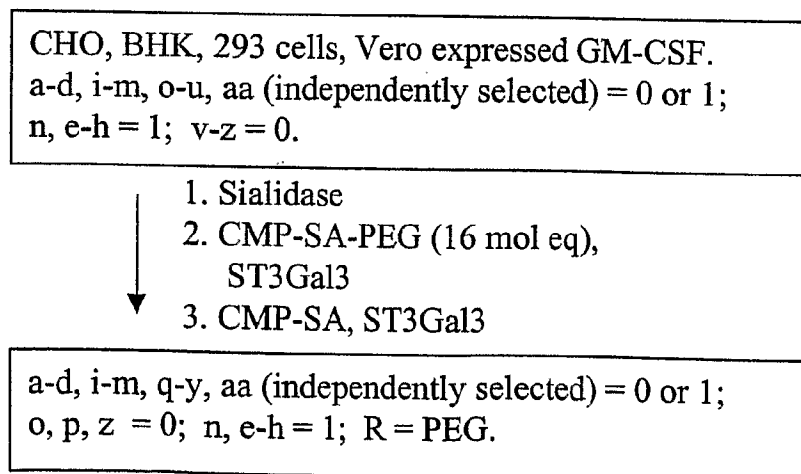 CHO, BHK, 293 cells, Vero expressed GM-CSF.
a-d, i-m, o-u, aa (independently selected) = 0 or 1;
n, e-h = 1; v-z = 0.
1. Sialidase
2. CMP-SA-PEG (16 mol eq),
ST3Gal3
3. CMP-SA, ST3Gal3
a-d, i-m, q-y, aa (independently selected) = 0 or 1;
o, p, z = 0; n, e-h = 1; R = PEG.